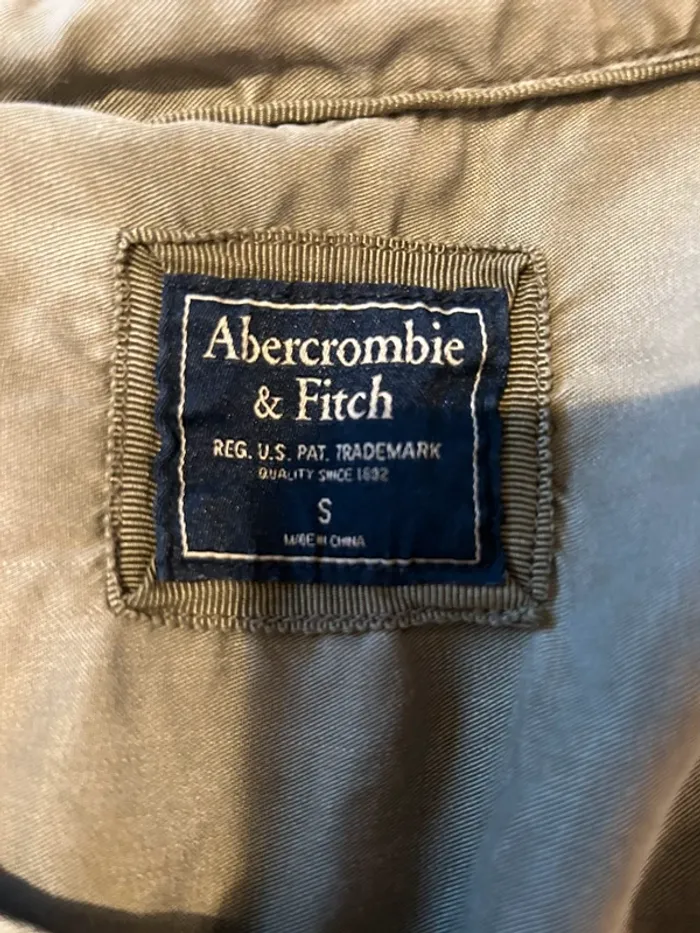 Abercrombie
& Fitch
REG. U.S. PAT. TRADEMARK
QUALITY SINCE 1892
S
MADE IN CHINA